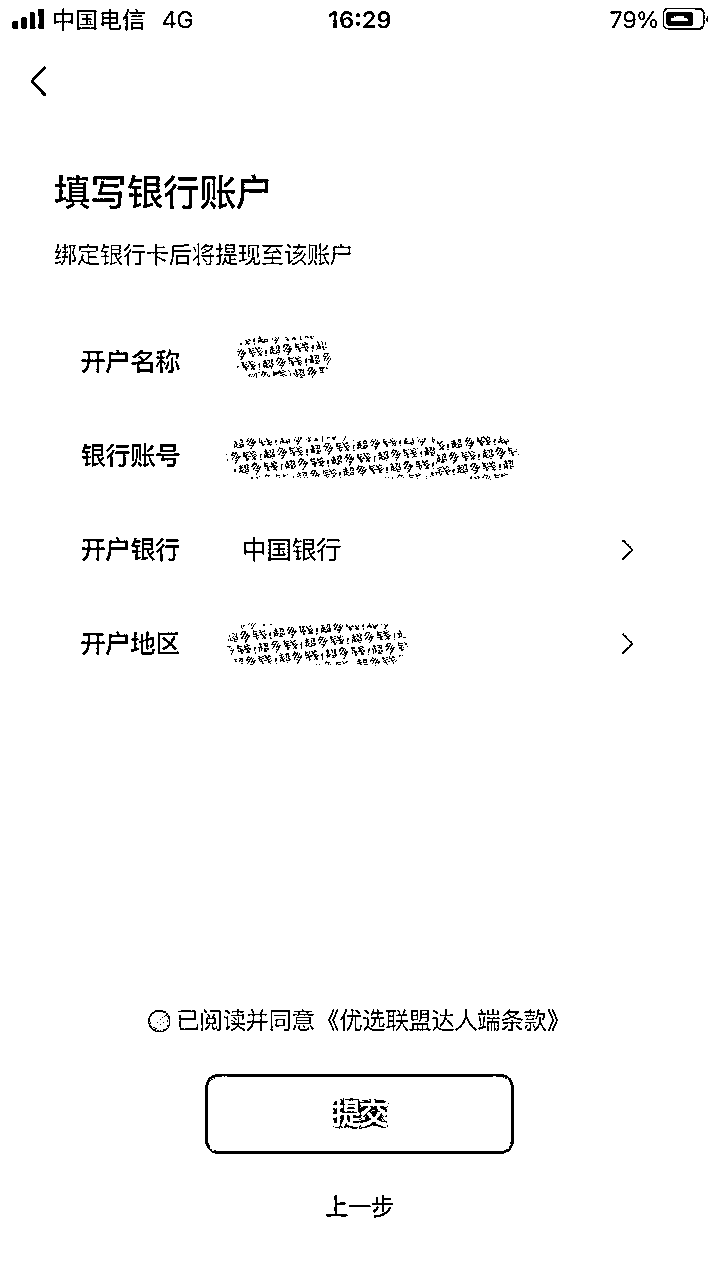 中国电信 4G 16:29 79%
填写银行账户
绑定银行卡后将提现至该账户
开户名称
银行账号
开户银行 中国银行
开户地区
已阅读并同意《优选联盟达人端条款》
提交
上一步